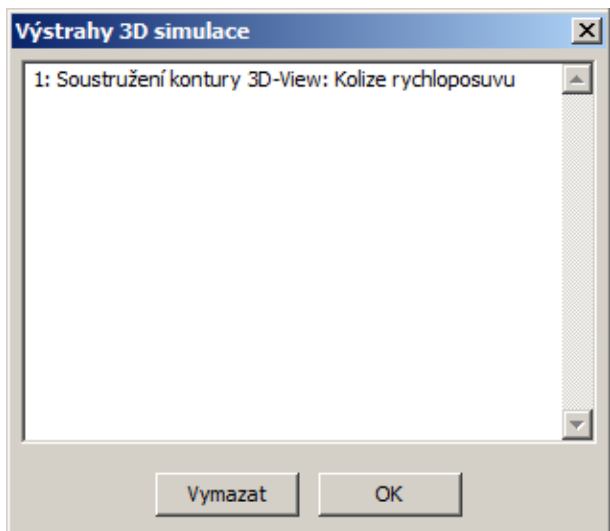 Výstrahy 3D simulace
1: Soustružení kontury 3D-View: Kolize rychloposuvu
Vymazat
OK